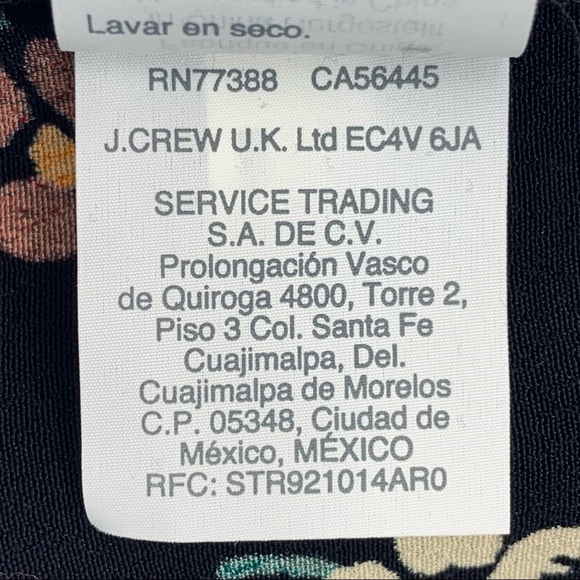 Lavar en seco.
RN77388 CA56445
J.CREW U.K. Ltd EC4V 6JA
SERVICE TRADING
S.A. DE C.V.
Prolongación Vasco
de Quiroga 4800, Torre 2,
Piso 3 Col. Santa Fe
Cuajimalpa, Del.
Cuajimalpa de Morelos
C.P. 05348, Ciudad de
México, MÉXICO
RFC: STR921014AR0